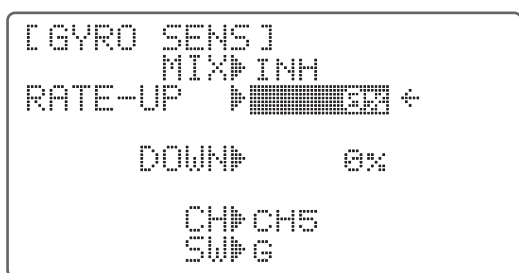 [GYRO SENS]
MIX▶INH
RATE-UP ▶ 0% ←
DOWN▶ 0%
CH▶CH5
SW▶G